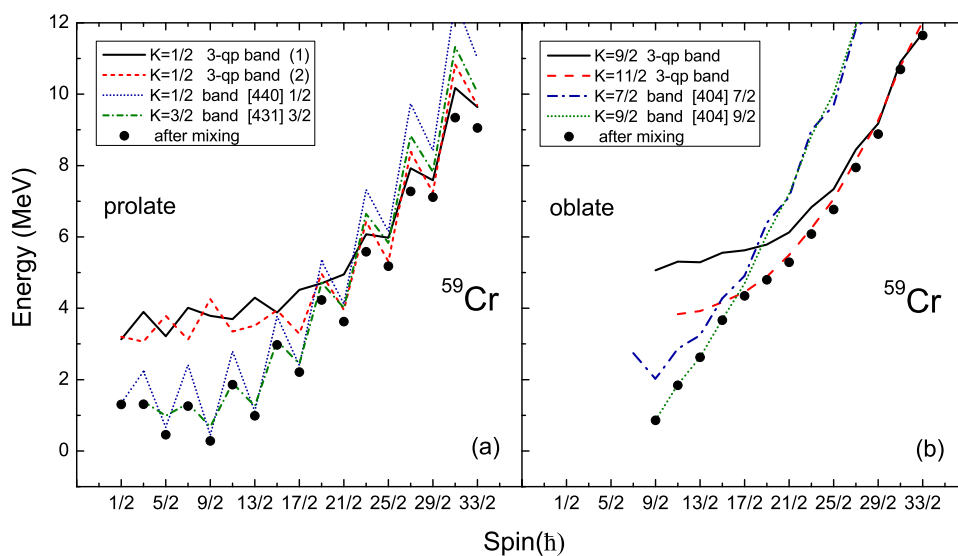 Energy (MeV)
12
10
8
6
4
2
0
K=1/2 3-qp band (1)
K=1/2 3-qp band (2)
K=1/2 band [440] 1/2
K=3/2 band [431] 3/2
after mixing
prolate
59Cr
(a)
1/2 5/2 9/2 13/2 17/2 21/2 25/2 29/2 33/2
K=9/2 3-qp band
K=11/2 3-qp band
K=7/2 band [404] 7/2
K=9/2 band [404] 9/2
after mixing
oblate
59Cr
(b)
1/2 5/2 9/2 13/2 17/2 21/2 25/2 29/2 33/2
Spin(ħ)